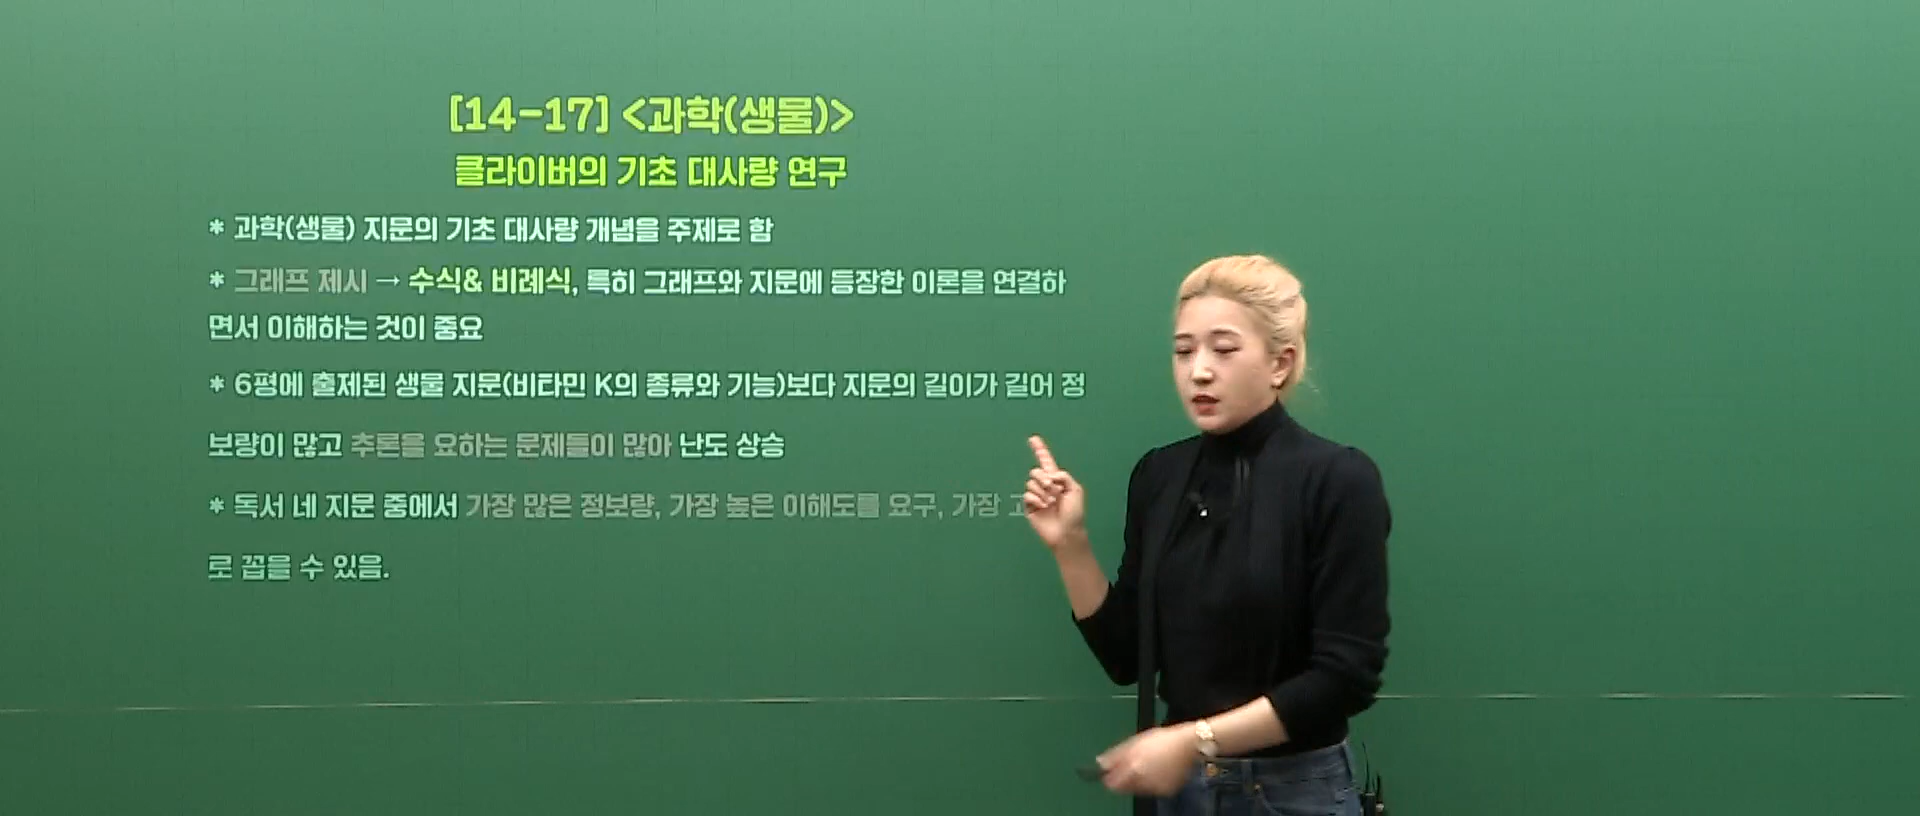 [14-17] <과학(생물)>
클라이버의 기초 대사량 연구
* 과학(생물) 지문의 기초 대사량 개념을 주제로 함
* 그래프 제시 → 수식& 비례식, 특히 그래프와 지문에 등장한 이론을 연결하
면서 이해하는 것이 중요
* 6평에 출제된 생물 지문(비타민 K의 종류와 기능)보다 지문의 길이가 길어 정
보량이 많고 추론을 요하는 문제들이 많아 난도 상승
* 독서 네 지문 중에서 가장 많은 정보량, 가장 높은 이해도를 요구, 가장
로 꼽을 수 있음.